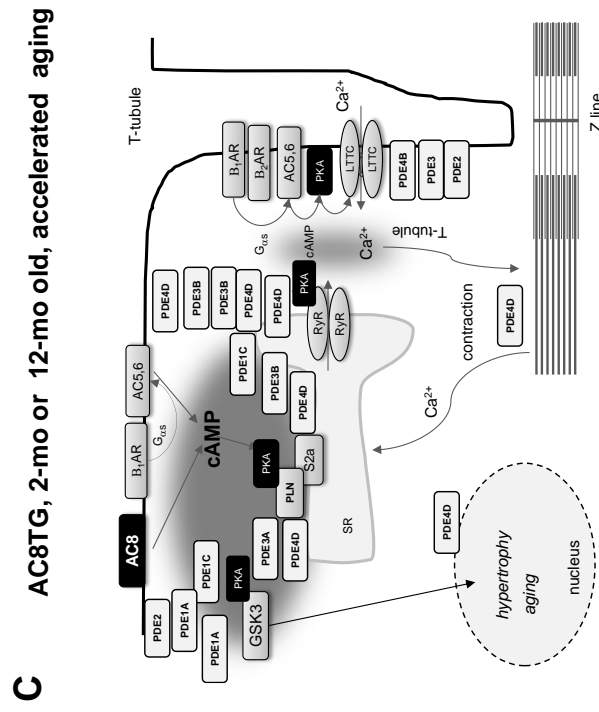 C
AC8TG, 2-mo or 12-mo old, accelerated aging
T-tubule
AC8
B₁AR
AC5,6
Gαs
PDE2
PDE1A
PDE1A
PDE1C
cAMP
PKA
GSK3
PDE3A
PDE4D
PKA
PLN
S2a
PDE1C
PDE3B
PDE4D
PDE4D
PDE3B
PDE3B
PDE4D
PDE4D
PKA
RyR
RyR
SR
B₁AR
B₂AR
AC5,6
PKA
LTTC
LTTC
PDE4B
PDE3
PDE2
Gαs
cAMP
Ca²⁺
Ca²⁺
T-tubule
contraction
PDE4D
Ca²⁺
PDE4D
hypertrophy
aging
nucleus
Z line